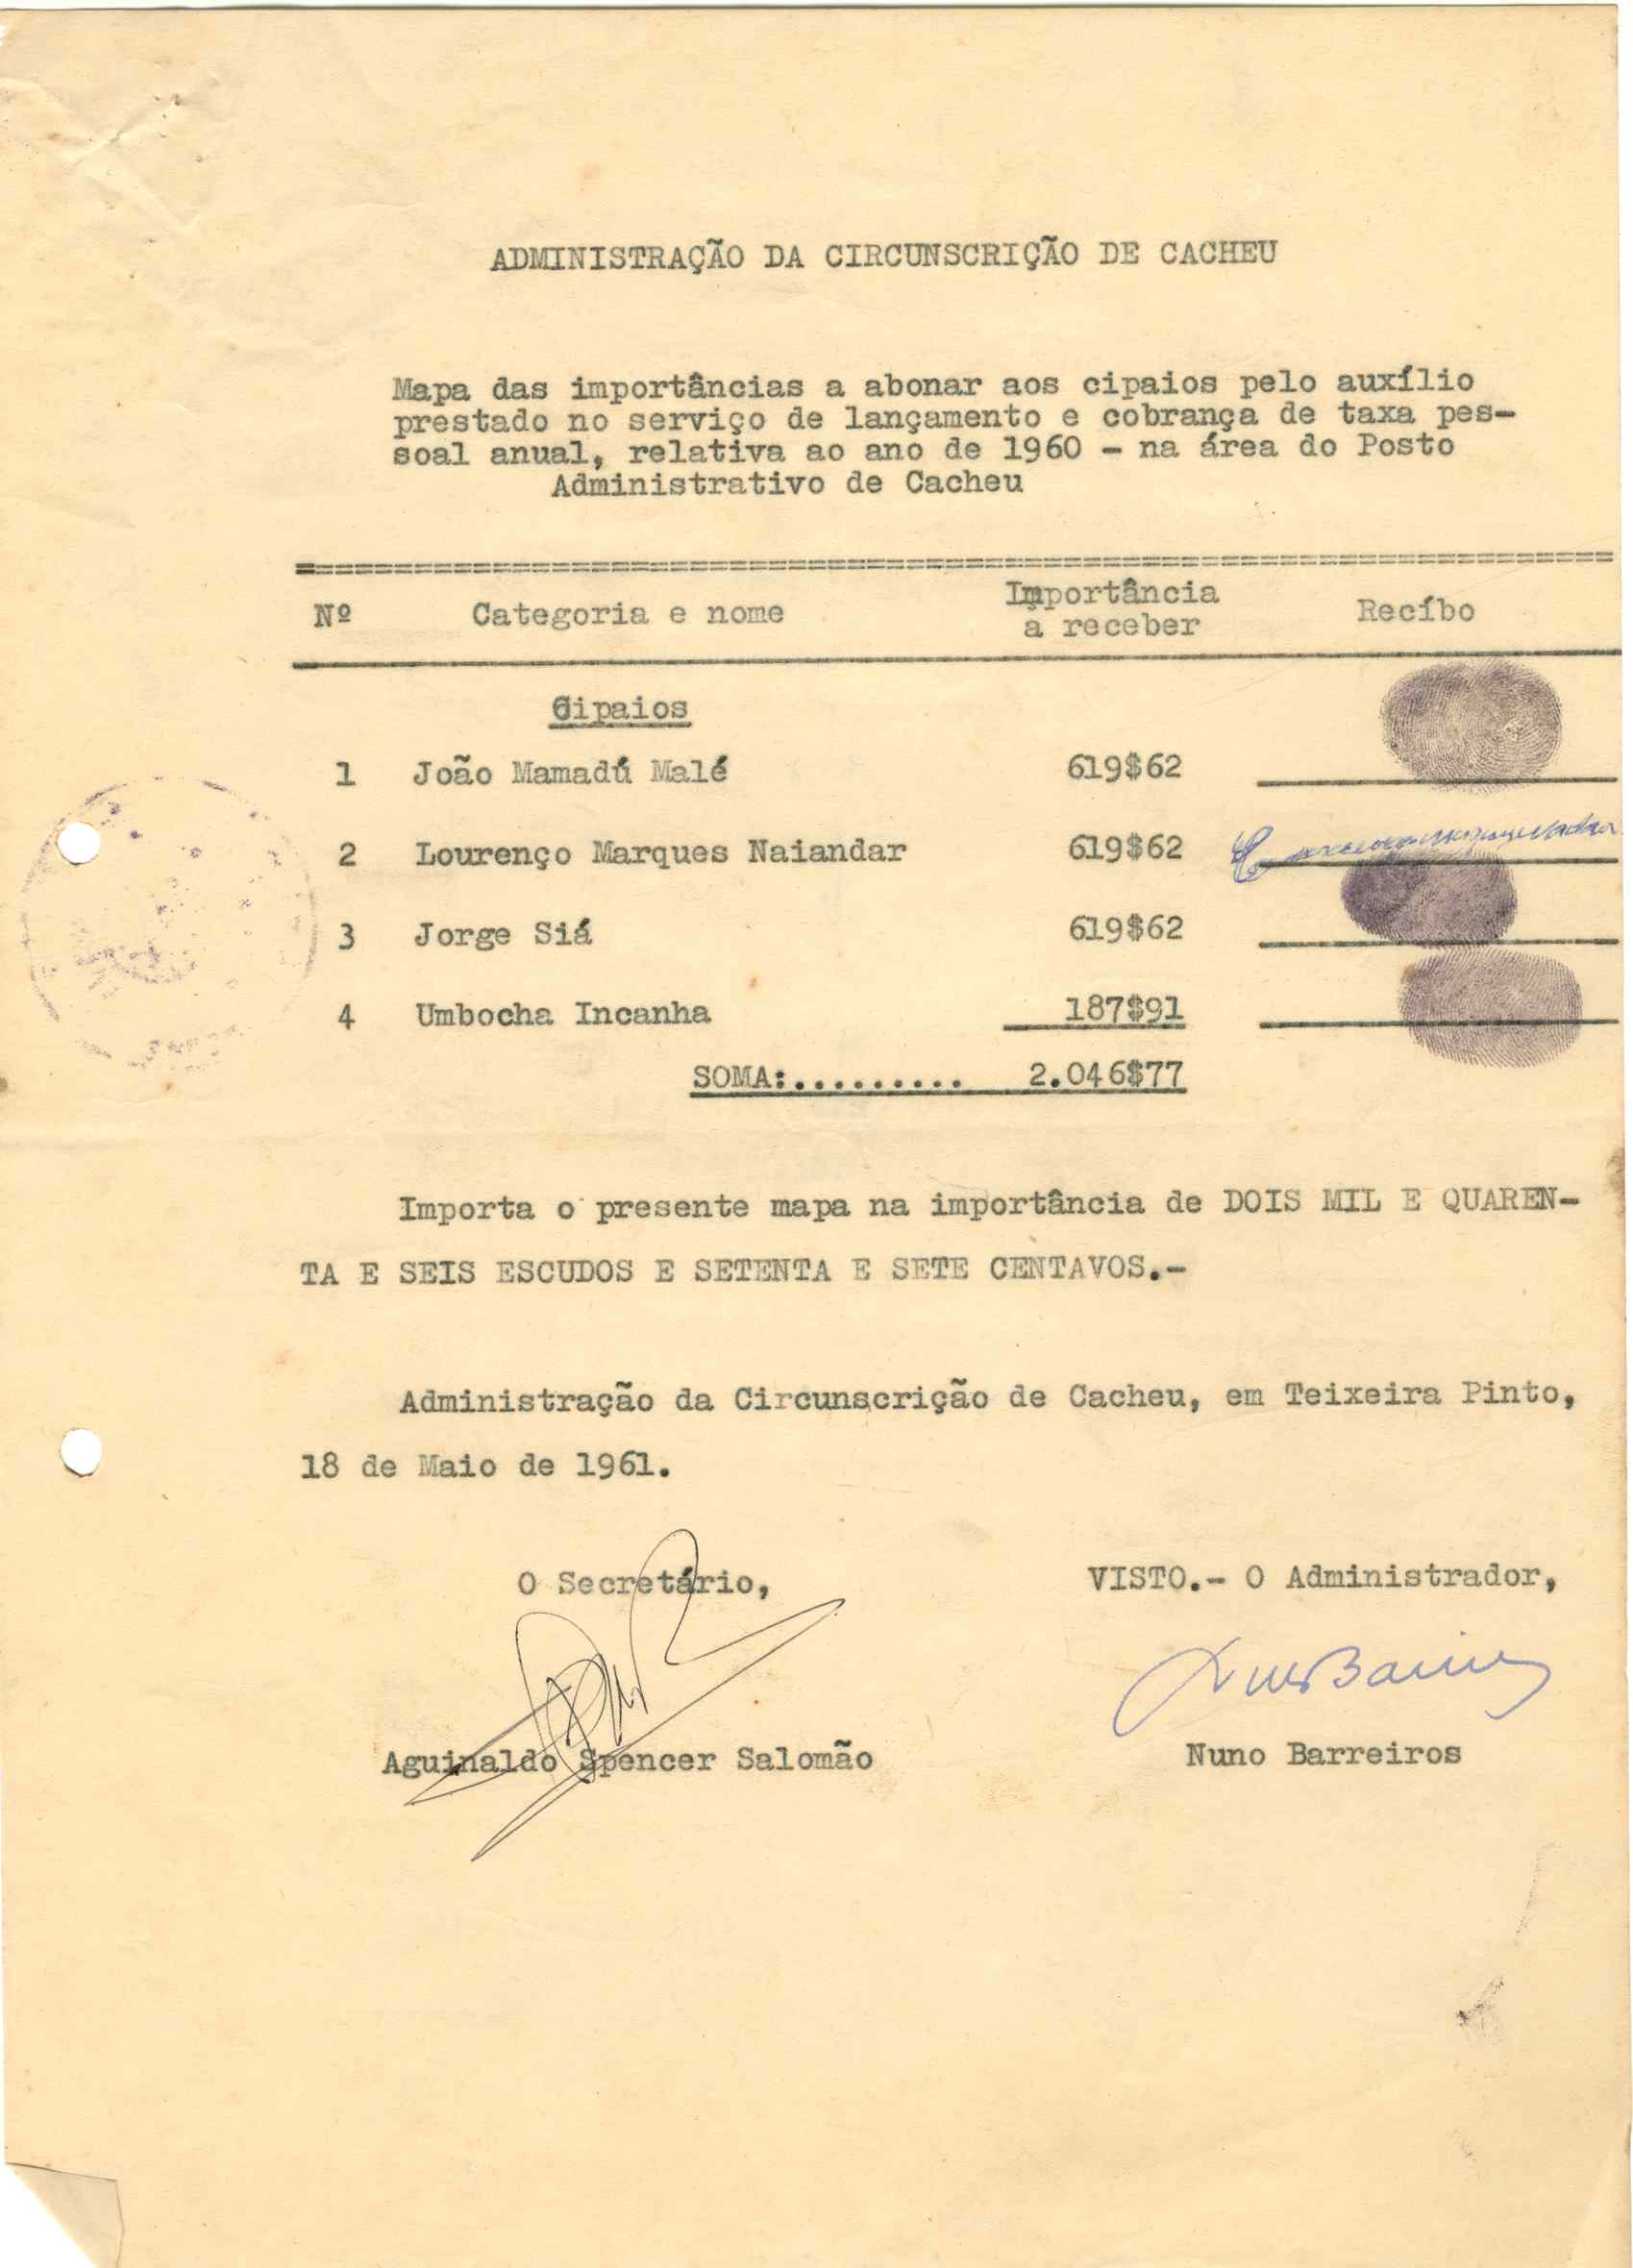 ADMINISTRAÇÃO DA CIRCUNSCRIÇÃO DE CACHEU
Mapa das importâncias a abonar aos cipaios pelo auxílio
prestado no serviço de lançamento e cobrança de taxa pes-
soal anual, relativa ao ano de 1960 - na área do Posto
Administrativo de Cacheu
Nº Categoria e nome Importância a receber Recíbo
Cipaios
1 João Mamadú Malé 619$62
2 Lourenço Marques Naiandar 619$62
3 Jorge Siá 619$62
4 Umbocha Incanha 187$91
SOMA:.......... 2.046$77
Importa o presente mapa na importância de DOIS MIL E QUAREN-
TA E SEIS ESCUDOS E SETENTA E SETE CENTAVOS.-
Administração da Circunscrição de Cacheu, em Teixeira Pinto,
18 de Maio de 1961.
O Secretário, VISTO.- O Administrador,
Aguinaldo Spencer Salomão Nuno Barreiros